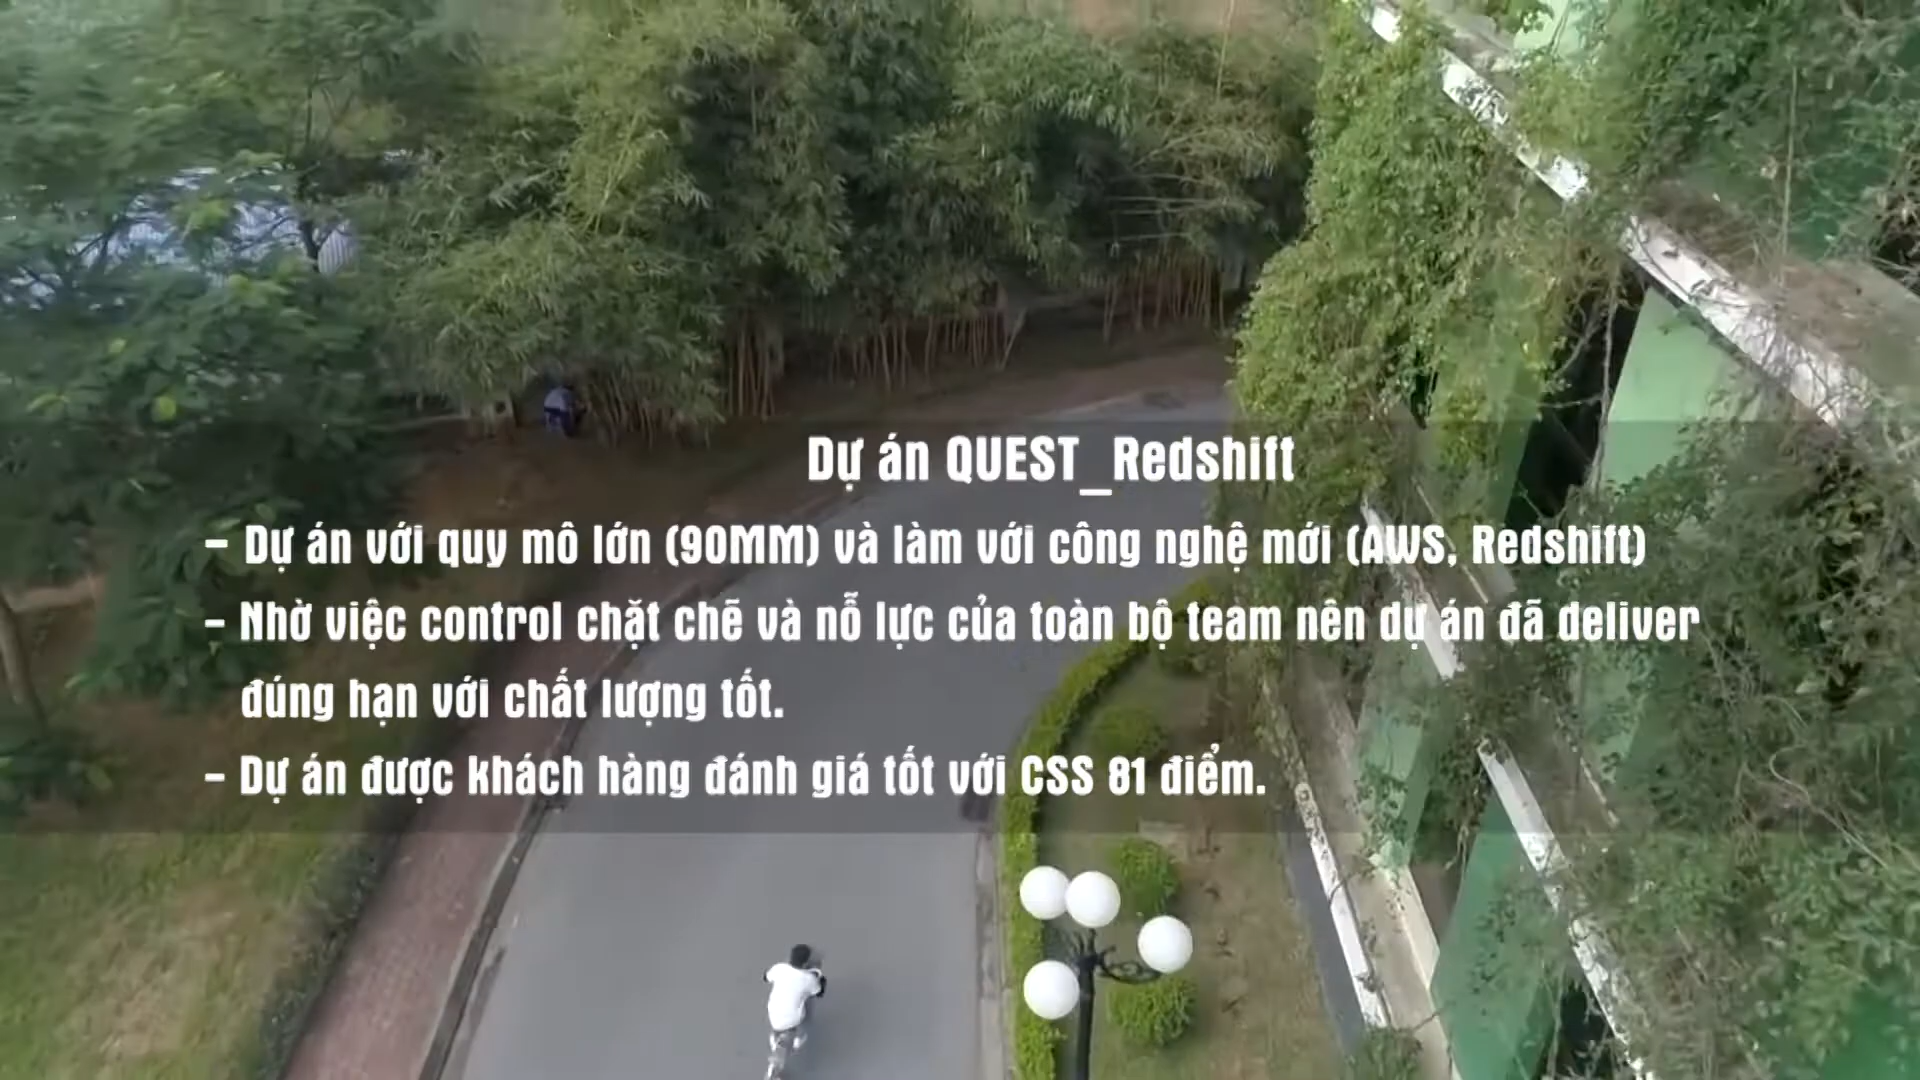 Dự án QUEST_Redshift
- Dự án với quy mô lớn (90MM) và làm với công nghệ mới (AWS, Redshift)
- Nhờ việc control chặt chẽ và nỗ lực của toàn bộ team nên dự án đã deliver
đúng hạn với chất lượng tốt.
- Dự án được khách hàng đánh giá tốt với CSS 81 điểm.